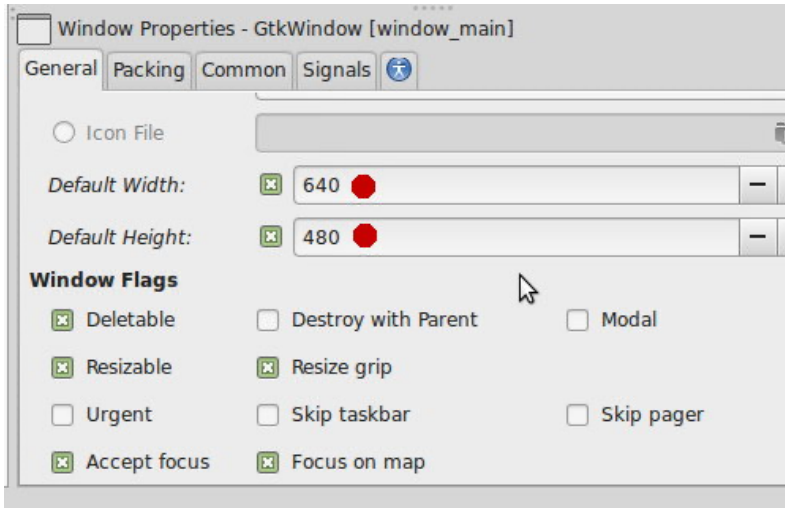 Window Properties - GtkWindow [window_main]
General Packing Common Signals
Icon File
Default Width: 640
Default Height: 480
Window Flags
Deletable Destroy with Parent Modal
Resizable Resize grip
Urgent Skip taskbar Skip pager
Accept focus Focus on map